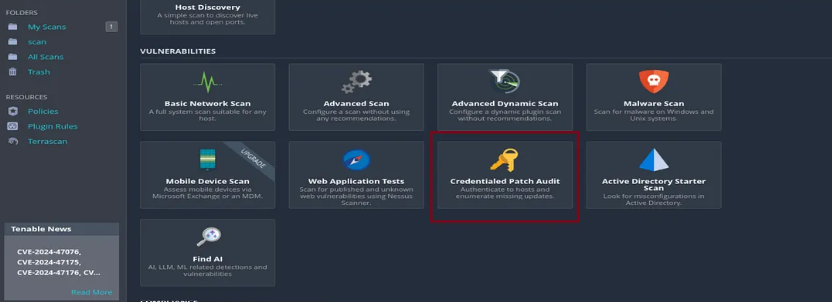 FOLDERS
My Scans 1
scan
All Scans
Trash
RESOURCES
Policies
Plugin Rules
Terrascan
Tenable News
CVE-2024-47076,
CVE-2024-47175,
CVE-2024-47176, CV...
Read More
Host Discovery
A simple scan to discover live
hosts and open ports.
VULNERABILITIES
Basic Network Scan
A full system scan suitable for any
host.
Advanced Scan
Configure a scan without using
any recommendations.
Advanced Dynamic Scan
Configure a dynamic plugin scan
without recommendations.
Malware Scan
Scan for malware on Windows and
Unix systems.
UPGRADE
Mobile Device Scan
Assess mobile devices via
Microsoft Exchange or an MDM.
Web Application Tests
Scan for published and unknown
web vulnerabilities using Nessus
Scanner.
Credentialed Patch Audit
Authenticate to hosts and
enumerate missing updates.
Active Directory Starter
Scan
Look for misconfigurations in
Active Directory.
Find AI
AI, LLM, ML related detections and
vulnerabilities